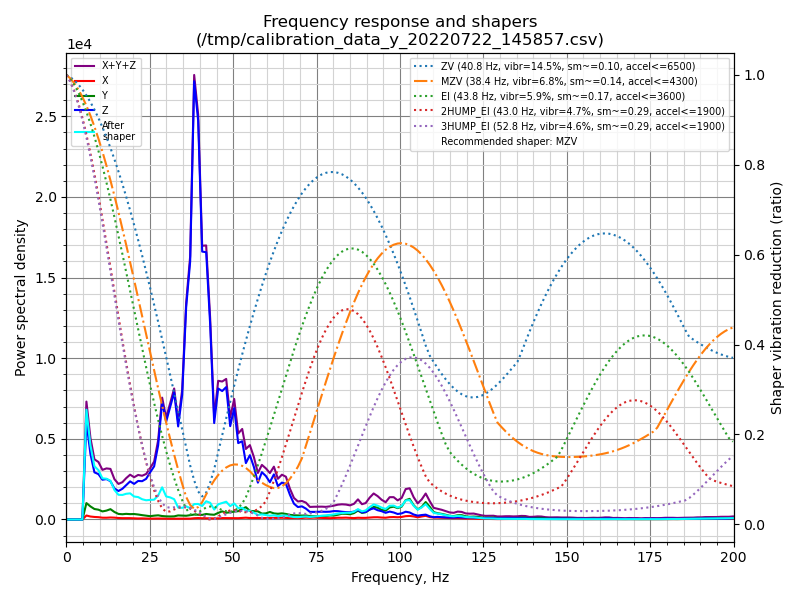 Frequency response and shapers
(/tmp/calibration_data_y_20220722_145857.csv)
1e4
X+Y+Z
X
Y
Z
After
shaper
ZV (40.8 Hz, vibr=14.5%, sm~=0.10, accel<=6500)
MZV (38.4 Hz, vibr=6.8%, sm~=0.14, accel<=4300)
EI (43.8 Hz, vibr=5.9%, sm~=0.17, accel<=3600)
2HUMP_EI (43.0 Hz, vibr=4.7%, sm~=0.29, accel<=1900)
3HUMP_EI (52.8 Hz, vibr=4.6%, sm~=0.29, accel<=1900)
Recommended shaper: MZV
Power spectral density
2.5
2.0
1.5
1.0
0.5
0.0
1.0
0.8
0.6
0.4
0.2
0.0
Shaper vibration reduction (ratio)
0 25 50 75 100 125 150 175 200
Frequency, Hz